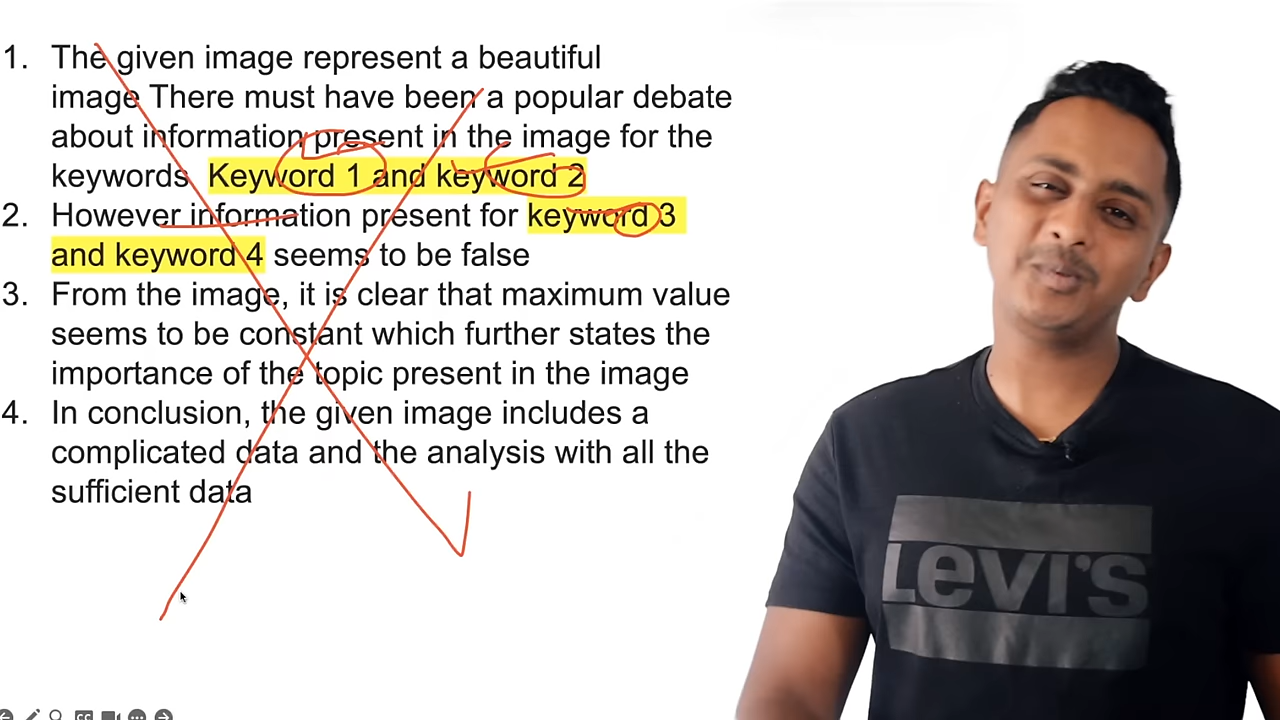 1. The given image represent a beautiful
image There must have been a popular debate
about information present in the image for the
keywords Keyword 1 and keyword 2
2. However information present for keyword 3
and keyword 4 seems to be false
3. From the image, it is clear that maximum value
seems to be constant which further states the
importance of the topic present in the image
4. In conclusion, the given image includes a
complicated data and the analysis with all the
sufficient data
LEVI'S